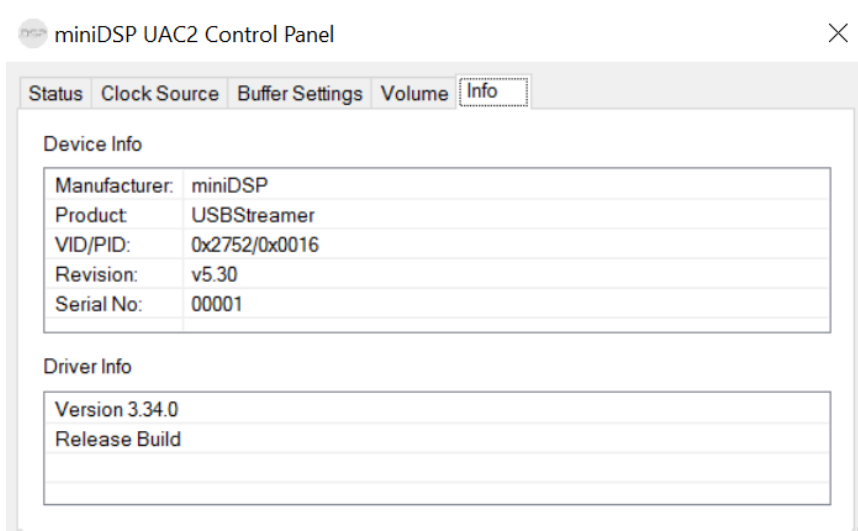 miniDSP UAC2 Control Panel
Status Clock Source Buffer Settings Volume Info
Device Info
Manufacturer: miniDSP
Product: USBStreamer
VID/PID: 0x2752/0x0016
Revision: v5.30
Serial No: 00001
Driver Info
Version 3.34.0
Release Build